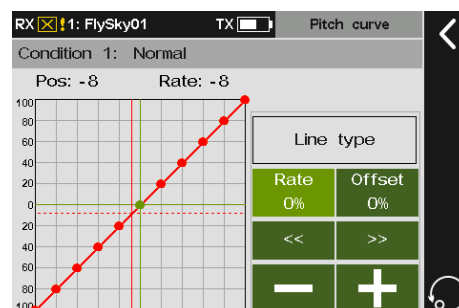 RX ! 1: FlySky01 TX Pitch curve
Condition 1: Normal
Pos: -8 Rate: -8
100
80
60
40
20
0
20
40
60
80
100
Line type
Rate Offset
0% 0%
<< >>
− +